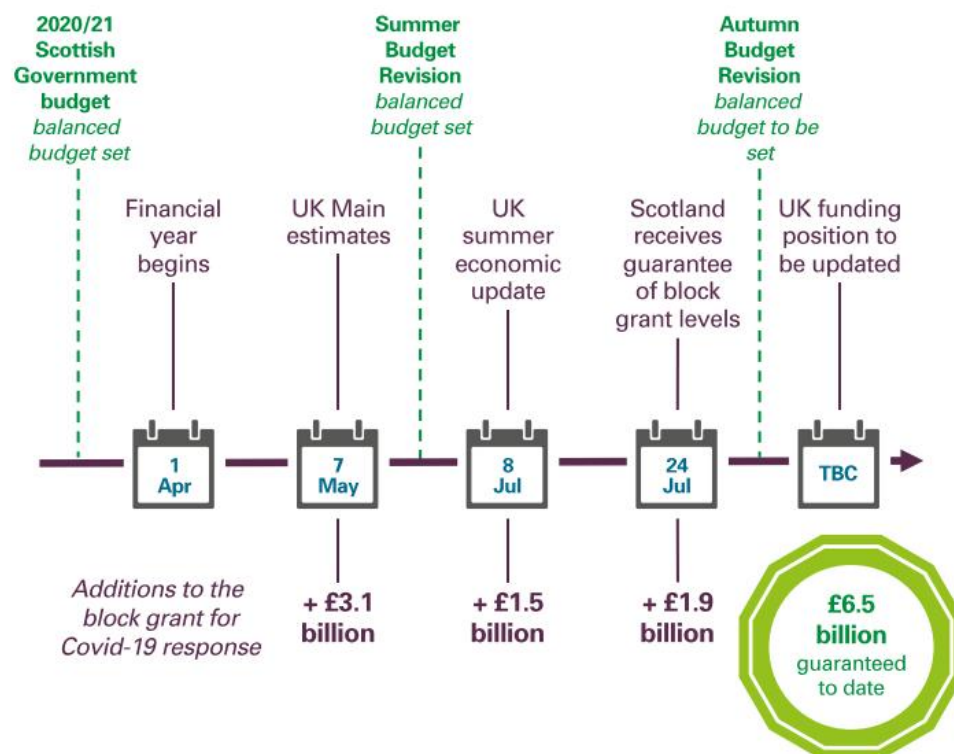 2020/21
Scottish
Government
budget
balanced
budget set
Summer
Budget
Revision
balanced
budget set
Autumn
Budget
Revision
balanced
budget to be
set
Financial
year
begins
UK Main
estimates
UK
summer
economic
update
Scotland
receives
guarantee
of block
grant levels
UK funding
position to
be updated
1
Apr
7
May
8
Jul
24
Jul
TBC
Additions to the
block grant for
Covid-19 response
+ £3.1
billion
+ £1.5
billion
+ £1.9
billion
£6.5
billion
guaranteed
to date